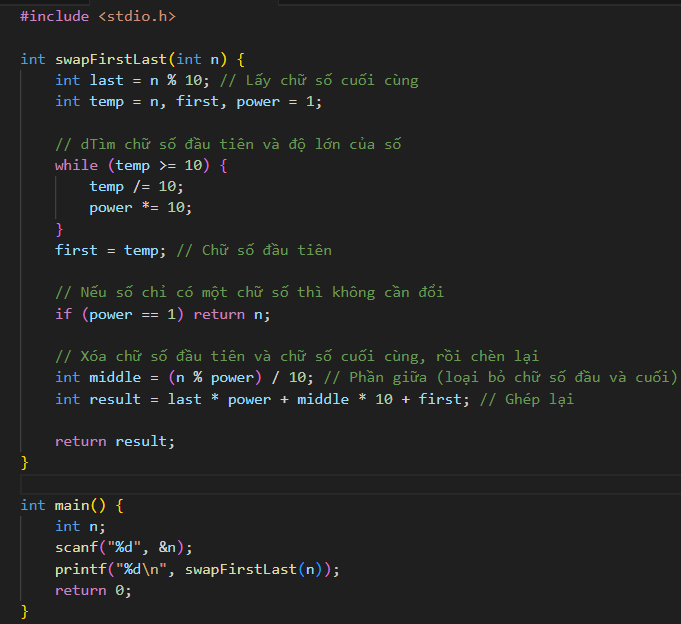 #include <stdio.h>
int swapFirstLast(int n) {
int last = n % 10; // Lấy chữ số cuối cùng
int temp = n, first, power = 1;
// dTìm chữ số đầu tiên và độ lớn của số
while (temp >= 10) {
temp /= 10;
power *= 10;
}
first = temp; // Chữ số đầu tiên
// Nếu số chỉ có một chữ số thì không cần đổi
if (power == 1) return n;
// Xóa chữ số đầu tiên và chữ số cuối cùng, rồi chèn lại
int middle = (n % power) / 10; // Phần giữa (loại bỏ chữ số đầu và cuối)
int result = last * power + middle * 10 + first; // Ghép lại
return result;
}
int main() {
int n;
scanf("%d", &n);
printf("%d\n", swapFirstLast(n));
return 0;
}